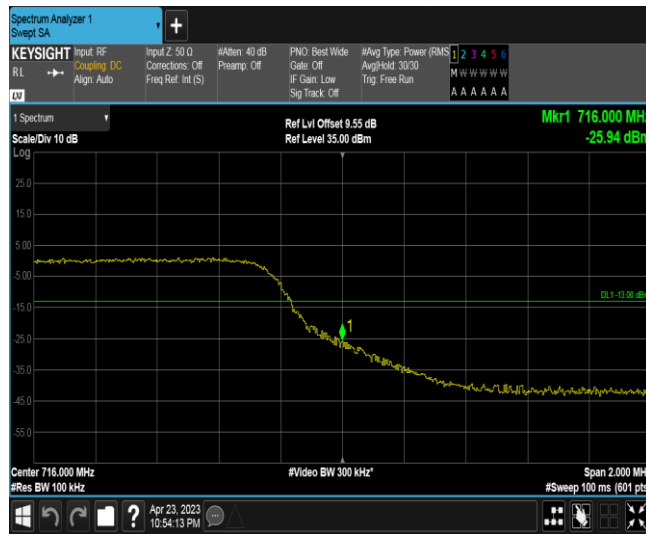 Spectrum Analyzer 1
Swept SA
+
KEYSIGHT
RL
LXI
Input: RF
Coupling: DC
Align: Auto
Input Z: 50 Ω
Corrections: Off
Freq Ref: Int (S)
#Atten: 40 dB
Preamp: Off
PNO: Best Wide
Gate: Off
IF Gain: Low
Sig Track: Off
#Avg Type: Power (RMS
Avg|Hold: 30/30
Trig: Free Run
1 2 3 4 5 6
M W W W W W
A A A A A A
1 Spectrum
Scale/Div 10 dB
Log
Ref Lvl Offset 9.55 dB
Ref Level 35.00 dBm
Mkr1 716.000 MHz
-25.94 dBm
25.0
15.0
5.00
-5.00
-15.0
-25.0
-35.0
-45.0
-55.0
DL1 -13.00 dBm
1
Center 716.000 MHz
#Res BW 100 kHz
#Video BW 300 kHz*
Span 2.000 MH
#Sweep 100 ms (601 pts
?
Apr 23, 2023
10:54:13 PM